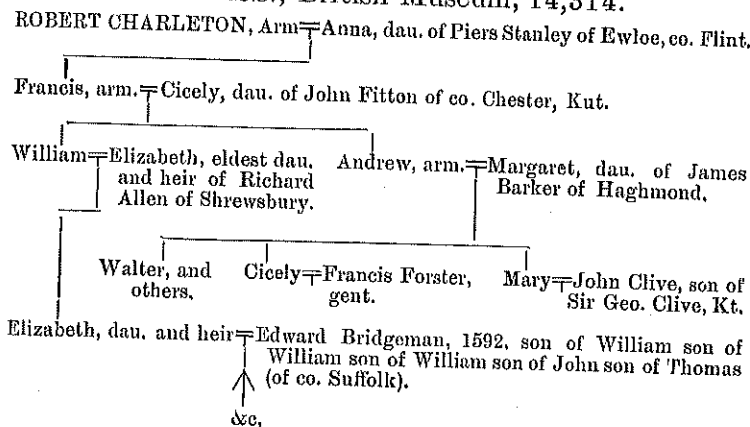 British Museum, 14,314.
ROBERT CHARLETON, Arm=Anna, dau. of Piers Stanley of Ewloe, co. Flint.
Francis, arm.=Cicely, dau. of John Fitton of co. Chester, Knt.
William=Elizabeth, eldest dau. and heir of Richard Allen of Shrewsbury.
Andrew, arm.=Margaret, dau. of James Barker of Haghmond.
Walter, and others.
Cicely=Francis Forster, gent.
Mary=John Clive, son of Sir Geo. Clive, Kt.
Elizabeth, dau. and heir=Edward Bridgeman, 1592, son of William son of
William son of William son of John son of Thomas
(of co. Suffolk).
&c.